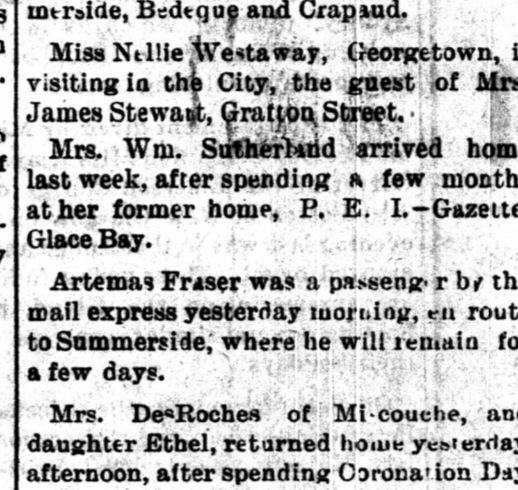 merside, Bedeque and Crapaud.
Miss Nellie Westaway, Georgetown, i
visiting in the City, the guest of Mrs
James Stewart, Grafton Street.
Mrs. Wm. Sutherland arrived hom
last week, after spending a few month
at her former home, P. E. I.—Gazette
Glace Bay.
Artemas Fraser was a passenger by th
mail express yesterday morning, en rout
to Summerside, where he will remain fo
a few days.
Mrs. DesRoches of Miscouche, and
daughter Ethel, returned home yesterday
afternoon, after spending Coronation Day